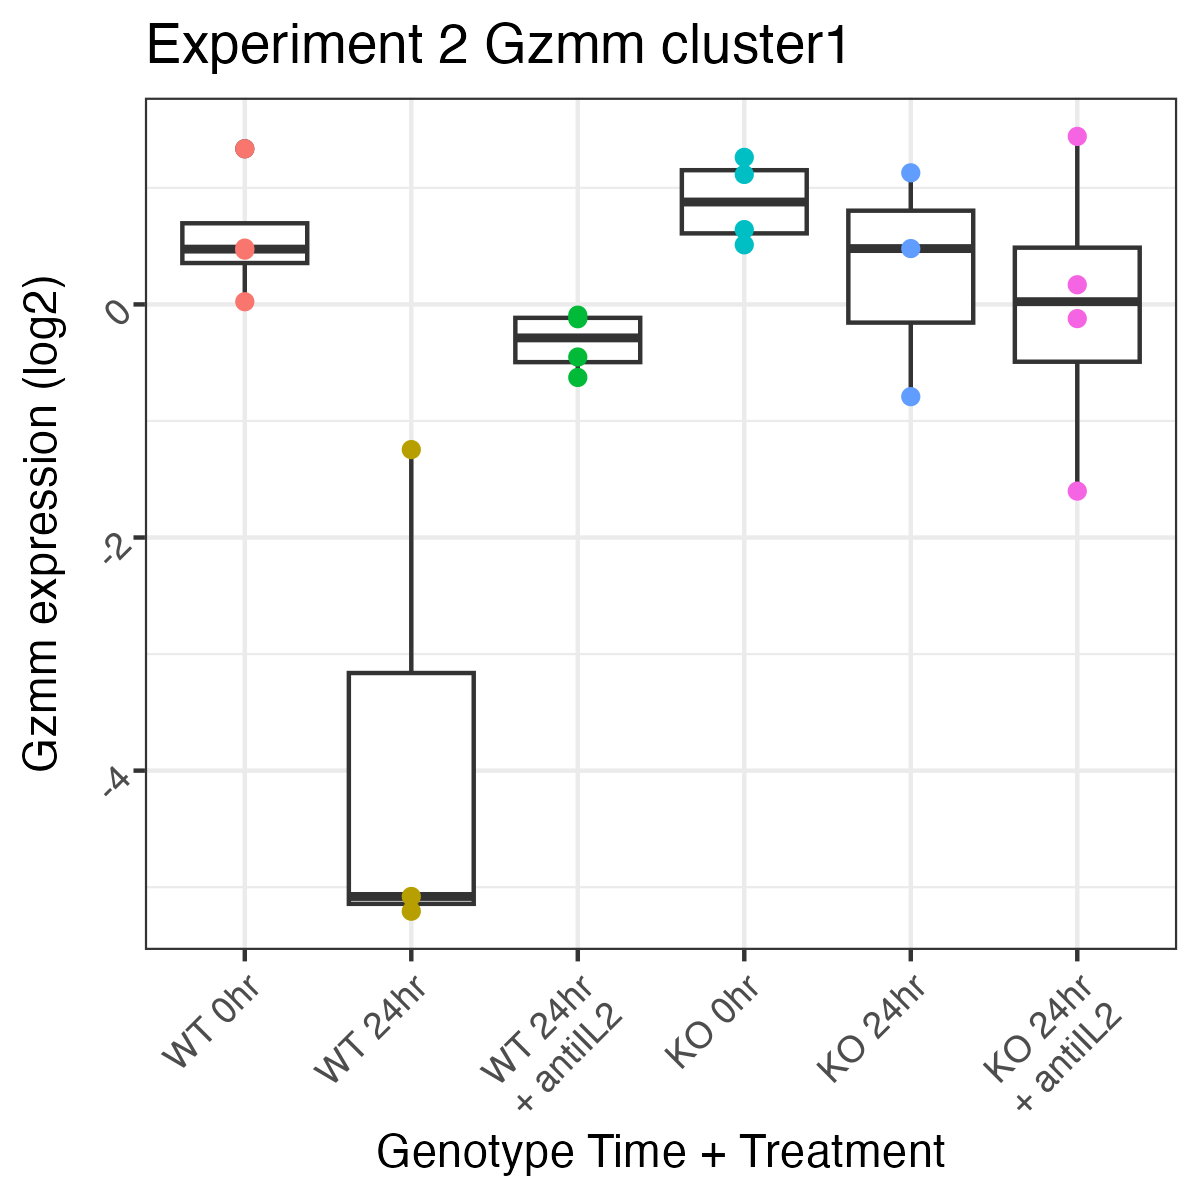 Experiment 2 Gzmm cluster1
Gzmm expression (log2)
0
-2
-4
WT 0hr
WT 24hr
WT 24hr
+ antiIL2
KO 0hr
KO 24hr
KO 24hr
+ antiIL2
Genotype Time + Treatment